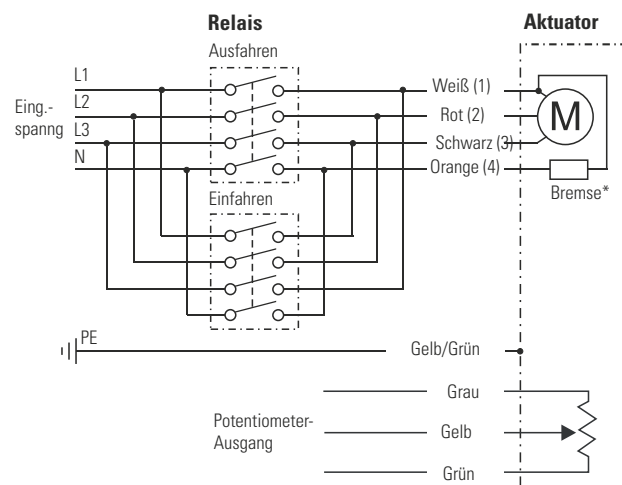 Relais
Aktuator
Ausfahren
L1
Weiß (1)
L2
Eing.-
spanng
Rot (2)
M
L3
Schwarz (3)
N
Orange (4)
Bremse*
Einfahren
PE
Gelb/Grün
Grau
Potentiometer-
Ausgang
Gelb
Grün